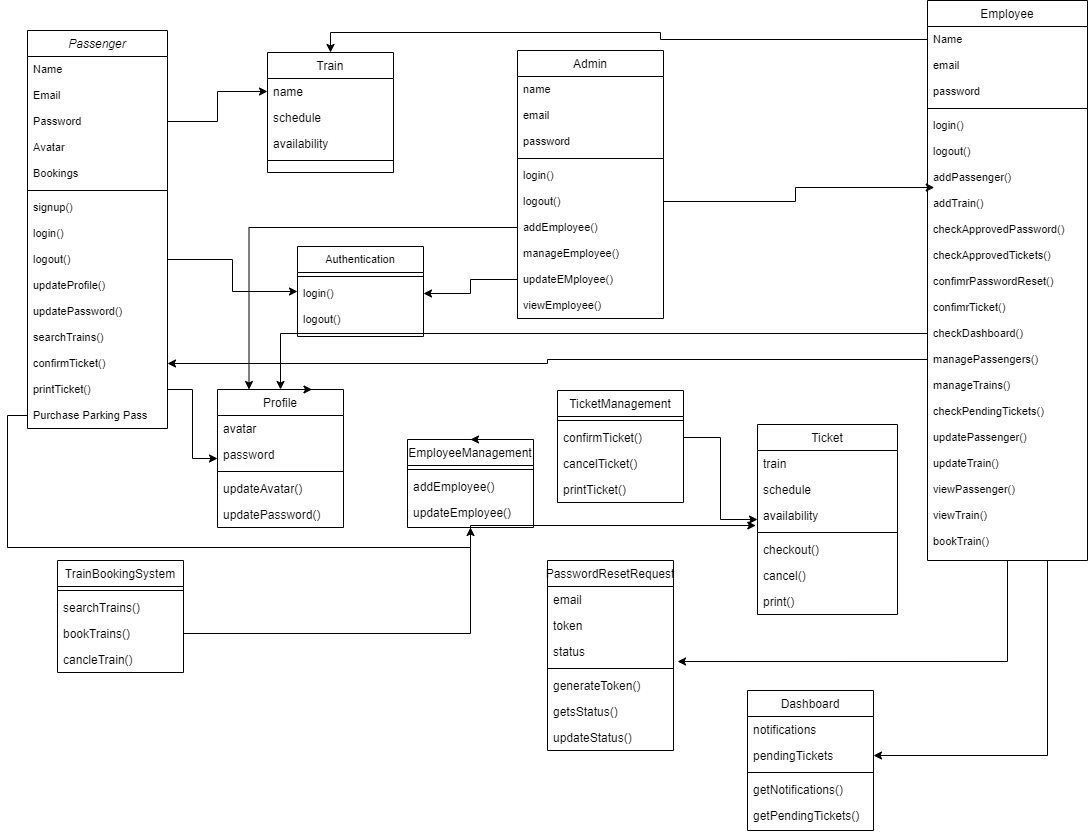 Passenger
Name
Email
Password
Avatar
Bookings
signup()
login()
logout()
updateProfile()
updatePassword()
searchTrains()
confirmTicket()
printTicket()
Purchase Parking Pass
Train
name
schedule
availability
Admin
name
email
password
login()
logout()
addEmployee()
manageEmployee()
updateEMployee()
viewEmployee()
Employee
Name
email
password
login()
logout()
addPassenger()
addTrain()
checkApprovedPassword()
checkApprovedTickets()
confimrPasswordReset()
confimrTicket()
checkDashboard()
managePassengers()
manageTrains()
checkPendingTickets()
updatePassenger()
updateTrain()
viewPassenger()
viewTrain()
bookTrain()
Authentication
login()
logout()
Profile
avatar
password
updateAvatar()
updatePassword()
EmployeeManagement
addEmployee()
updateEmployee()
TicketManagement
confirmTicket()
cancelTicket()
printTicket()
Ticket
train
schedule
availability
checkout()
cancel()
print()
TrainBookingSystem
searchTrains()
bookTrains()
cancleTrain()
PasswordResetRequest
email
token
status
generateToken()
getsStatus()
updateStatus()
Dashboard
notifications
pendingTickets
getNotifications()
getPendingTickets()